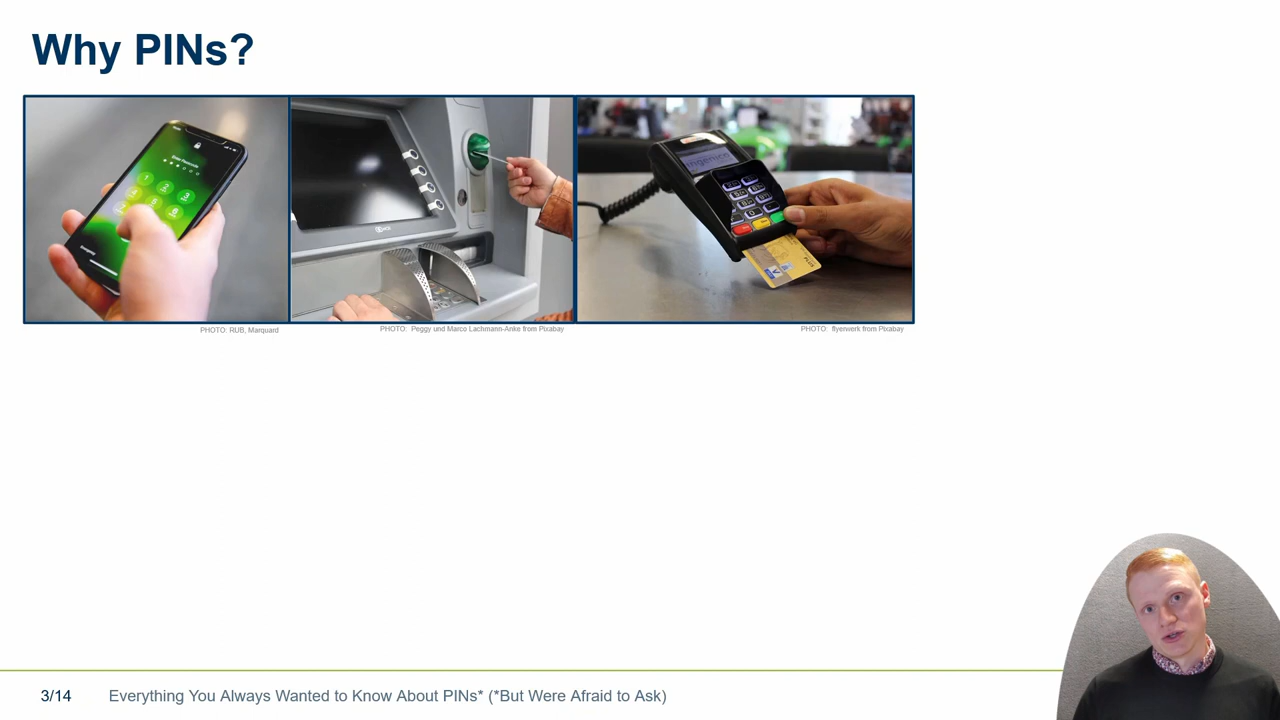 Why PINs?
ingenico
PHOTO: RUB, Marquard
PHOTO: Peggy und Marco Lachmann-Anke from Pixabay
PHOTO: flyerwerk from Pixabay
3/14
Everything You Always Wanted to Know About PINs* (*But Were Afraid to Ask)